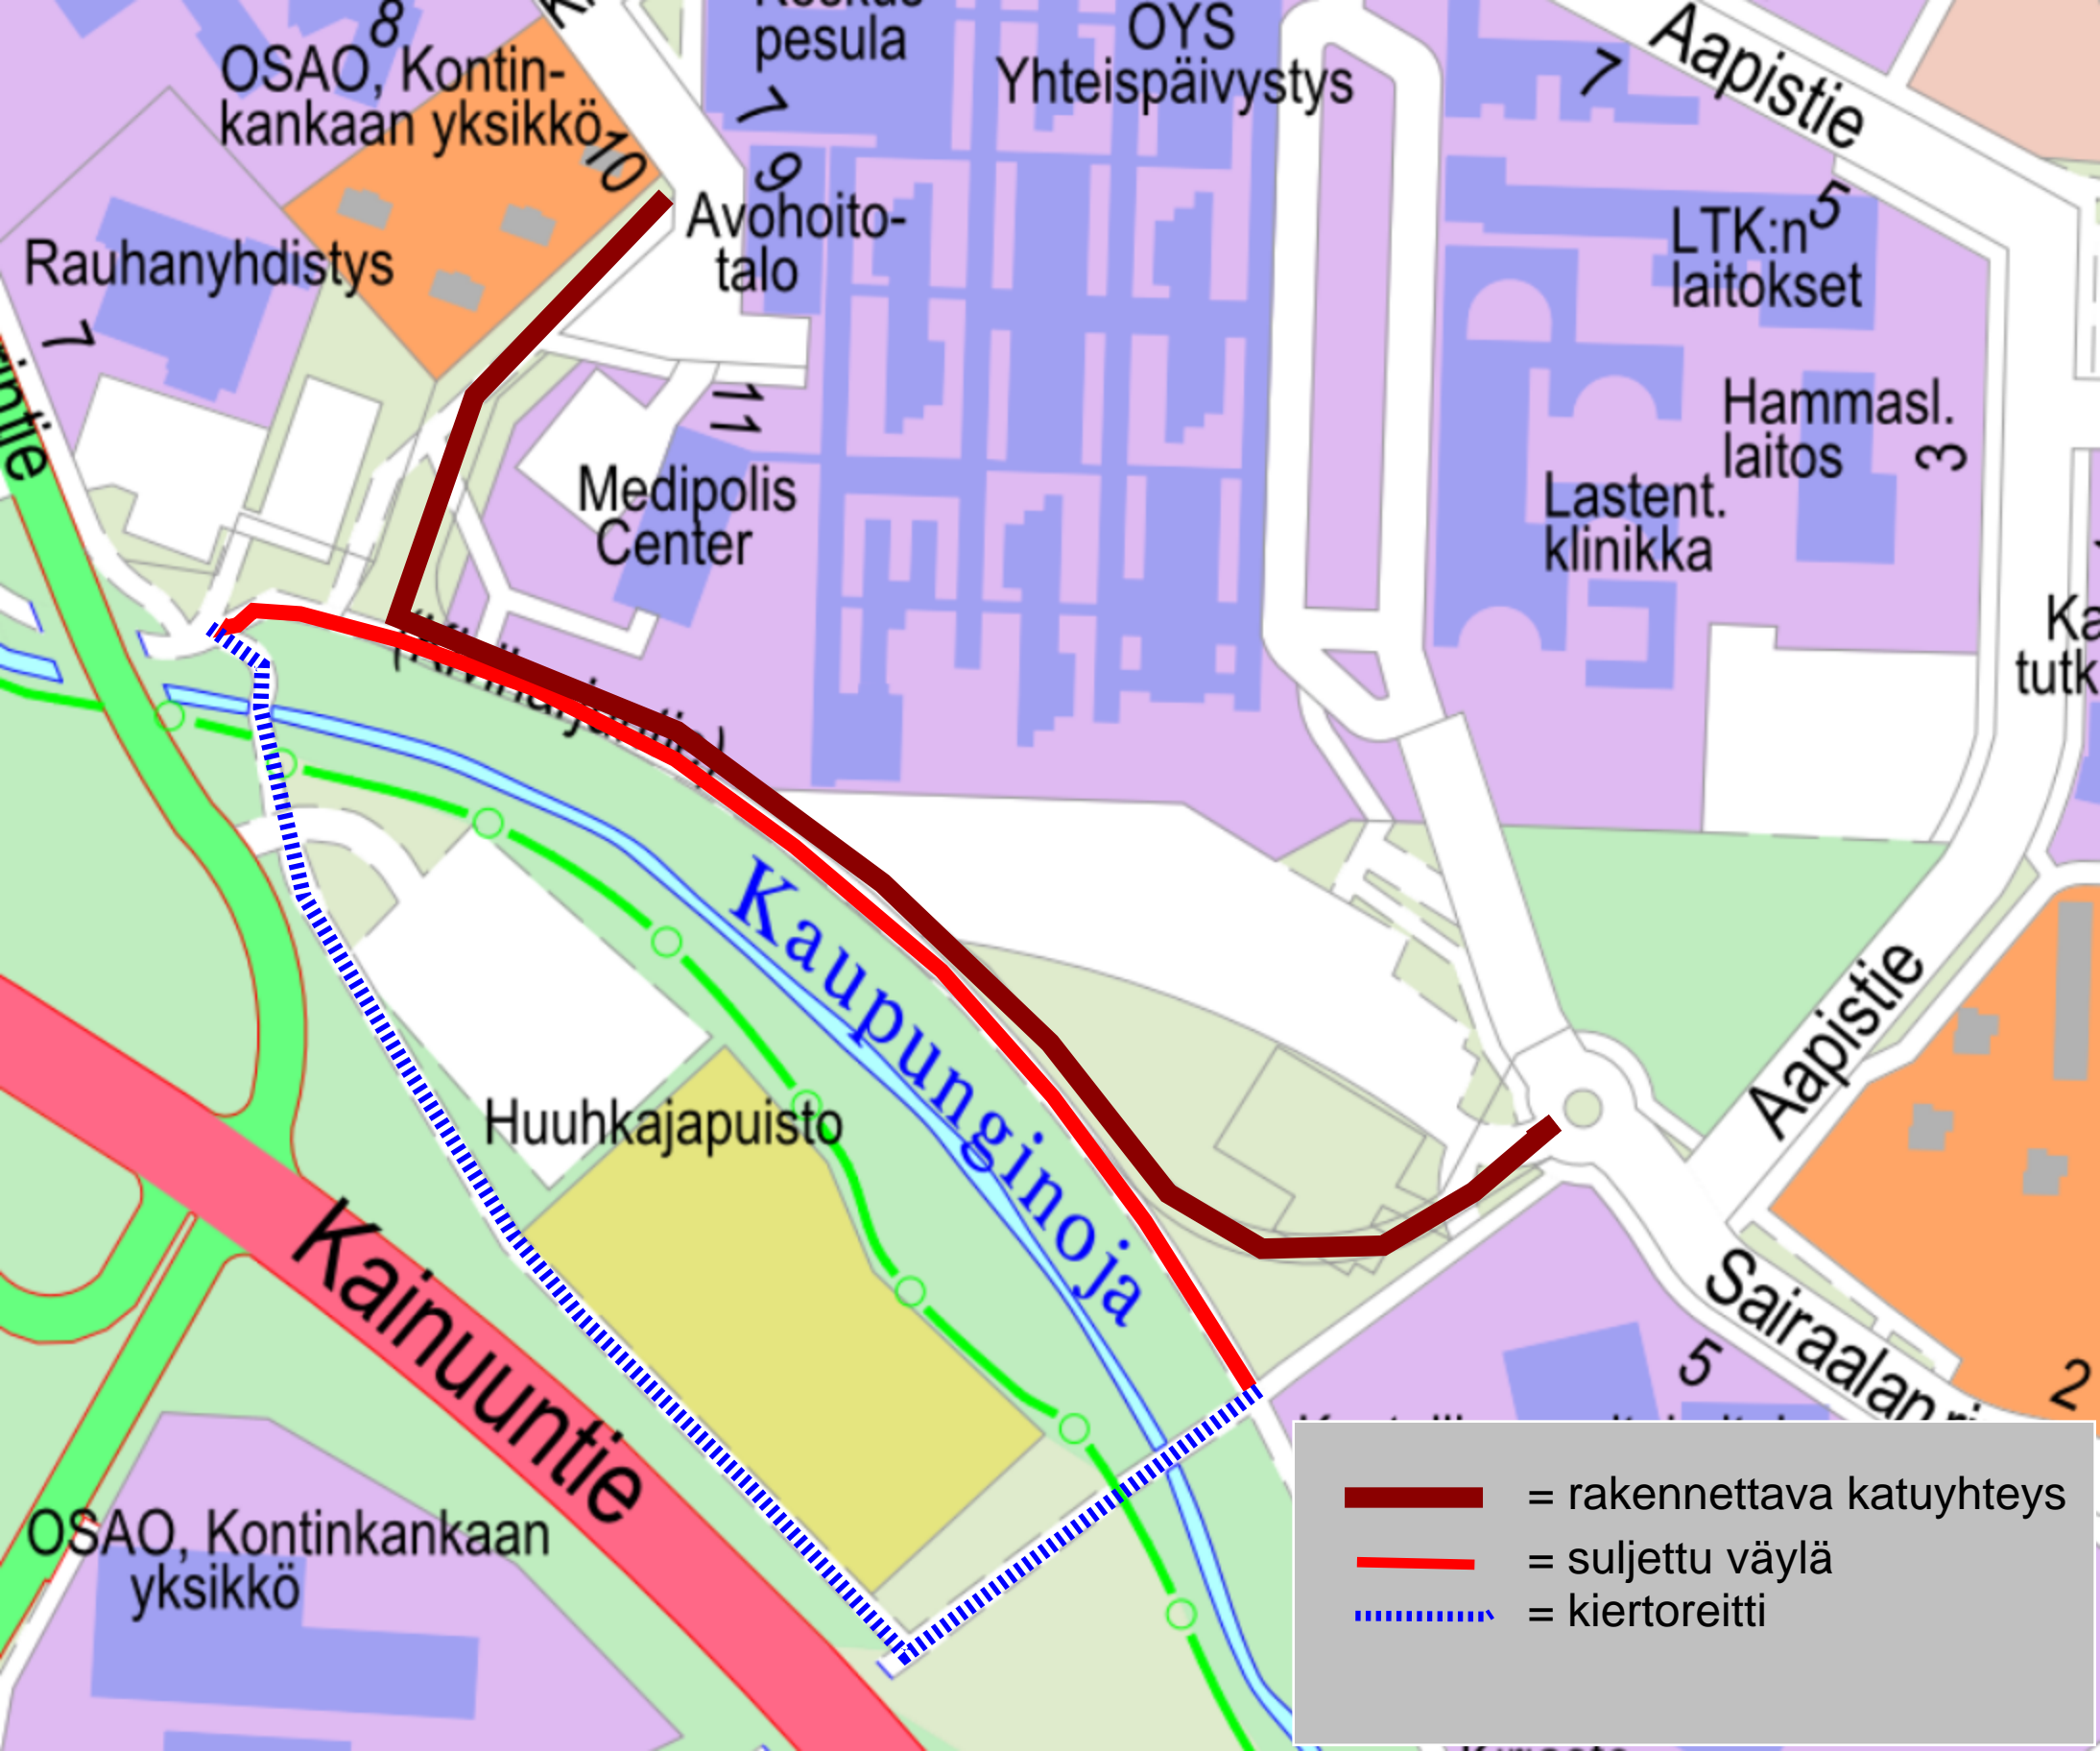 8
OSAO, Kontin-
kankaan yksikkö
10
pesula
OYS
Yhteispäivystys
7
9
7
Aapistie
5
Avohoito-
talo
LTK:n
laitokset
Rauhanyhdistys
7
11
Hammasl.
laitos
3
Medipolis
Center
Lastent.
klinikka
Kaupunginoja
Aapistie
Huuhkajapuisto
Kainuuntie
5
2
OSAO, Kontinkankaan
yksikkö
= rakennettava katuyhteys
= suljettu väylä
= kiertoreitti